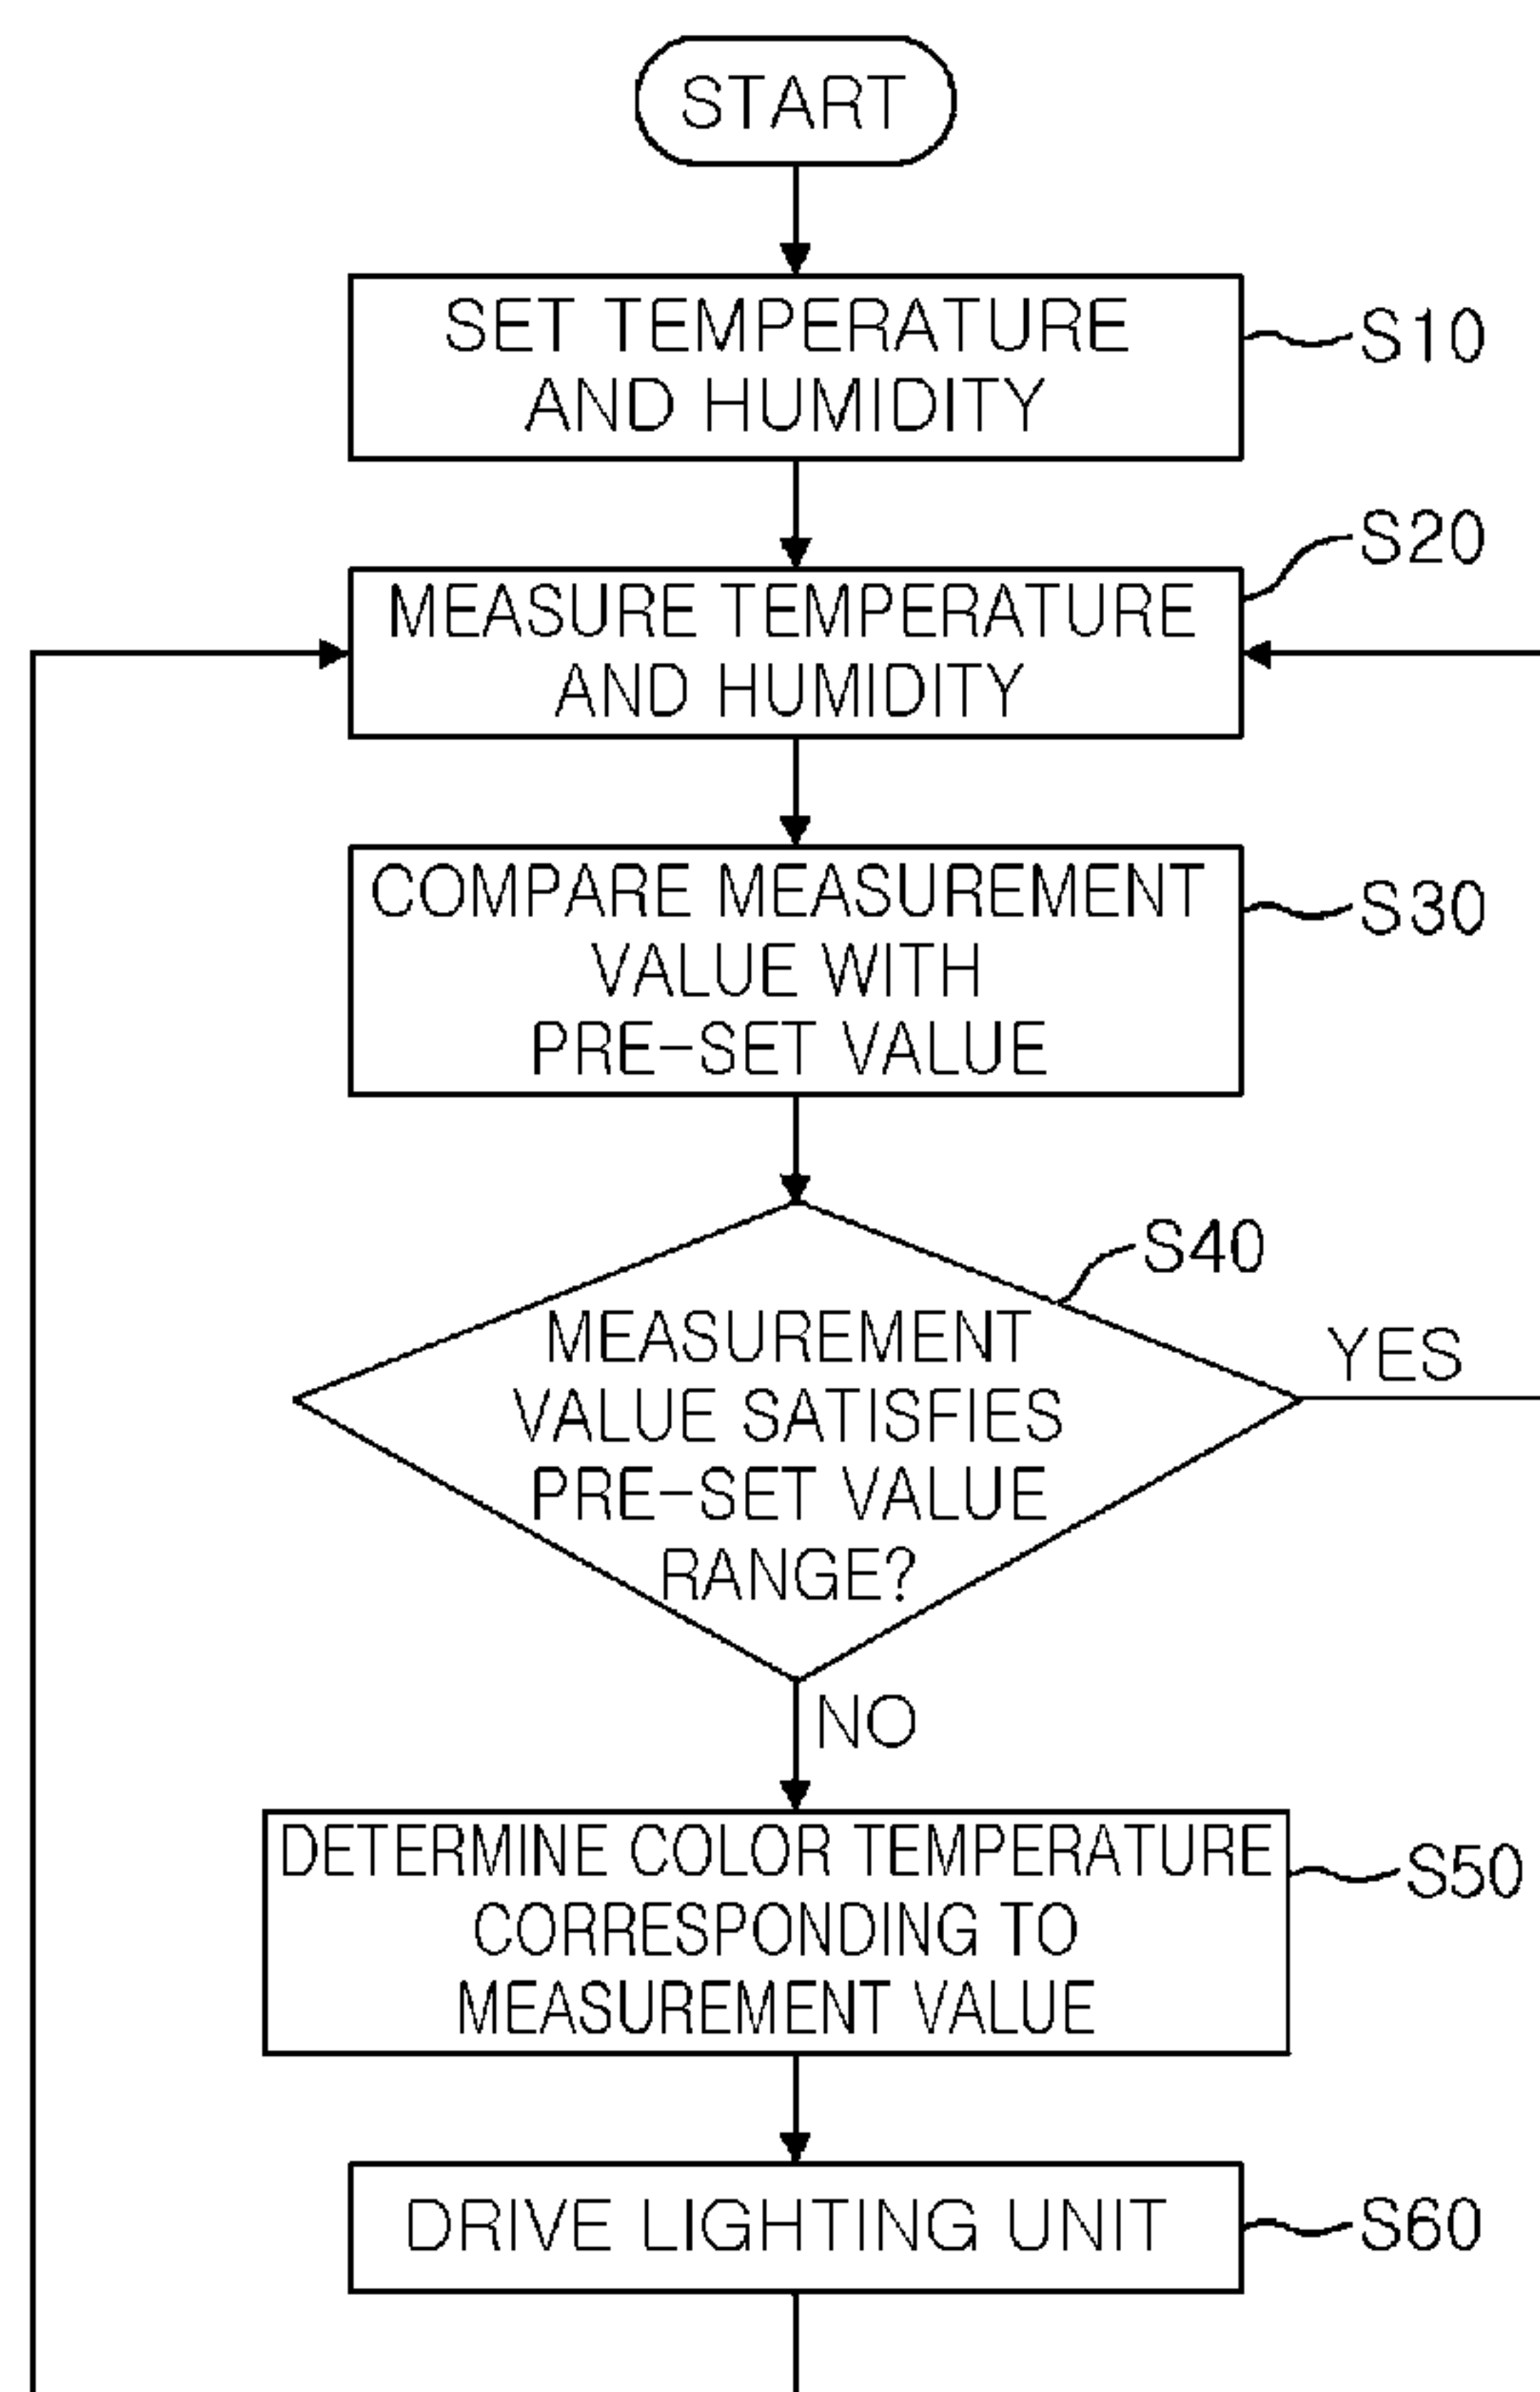 START
SET TEMPERATURE
AND HUMIDITY
S10
S20
MEASURE TEMPERATURE
AND HUMIDITY
COMPARE MEASUREMENT
VALUE WITH
PRE-SET VALUE
S30
S40
MEASUREMENT
VALUE SATISFIES
PRE-SET VALUE
RANGE?
YES
NO
DETERMINE COLOR TEMPERATURE
CORRESPONDING TO
MEASUREMENT VALUE
S50
DRIVE LIGHTING UNIT
S60